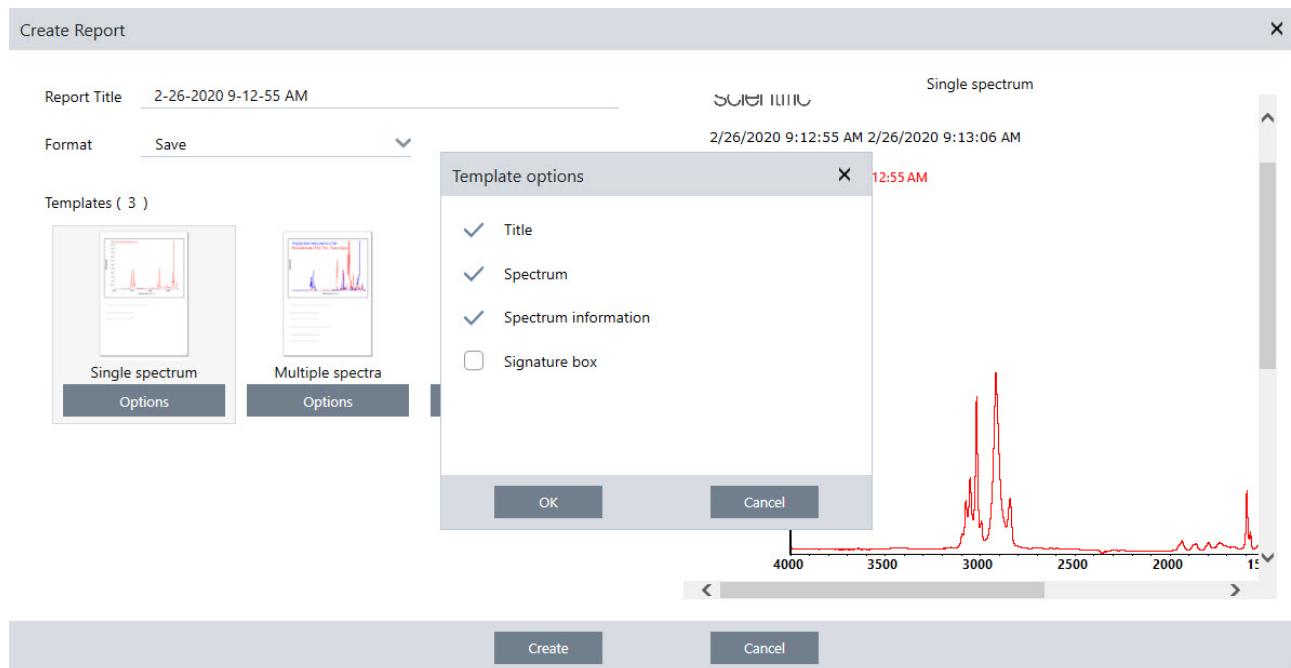 Create Report
Report Title 2-26-2020 9-12-55 AM
Format Save
Templates ( 3 )
Single spectrum
Options
Multiple spectra
Options
Template options
Title
Spectrum
Spectrum information
Signature box
OK Cancel
Single spectrum
scientific
2/26/2020 9:12:55 AM 2/26/2020 9:13:06 AM
12:55 AM
4000 3500 3000 2500 2000
Create Cancel